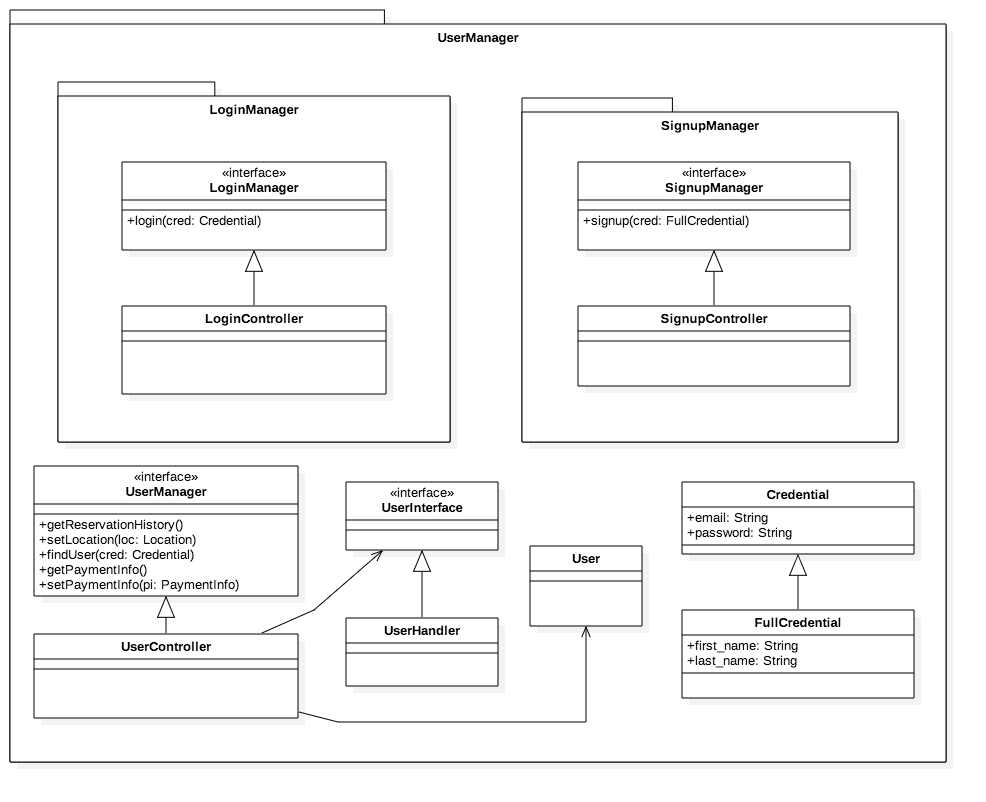 UserManager
LoginManager
«interface»
LoginManager
+login(cred: Credential)
LoginController
SignupManager
«interface»
SignupManager
+signup(cred: FullCredential)
SignupController
«interface»
UserManager
+getReservationHistory()
+setLocation(loc: Location)
+findUser(cred: Credential)
+getPaymentInfo()
+setPaymentInfo(pi: PaymentInfo)
UserController
«interface»
UserInterface
UserHandler
User
Credential
+email: String
+password: String
FullCredential
+first_name: String
+last_name: String